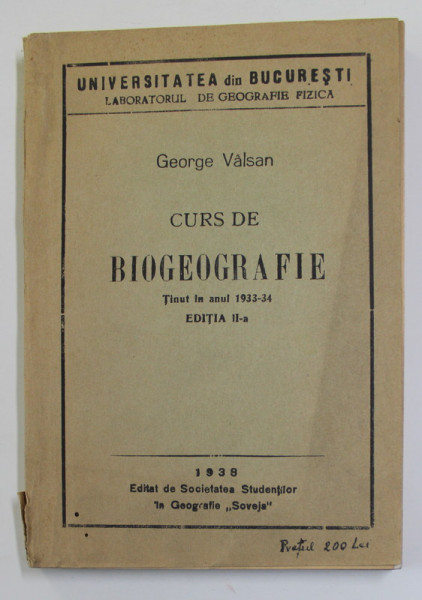 UNIVERSITATEA din BUCUREȘTI
LABORATORUL DE GEOGRAFIE FIZICĂ
George Vâlsan
CURS DE
BIOGEOGRAFIE
Ținut în anul 1933-34
EDIȚIA II-a
1938
Editat de Societatea Studenților
în Geografie „Soveja"
Prețul 200 Lei